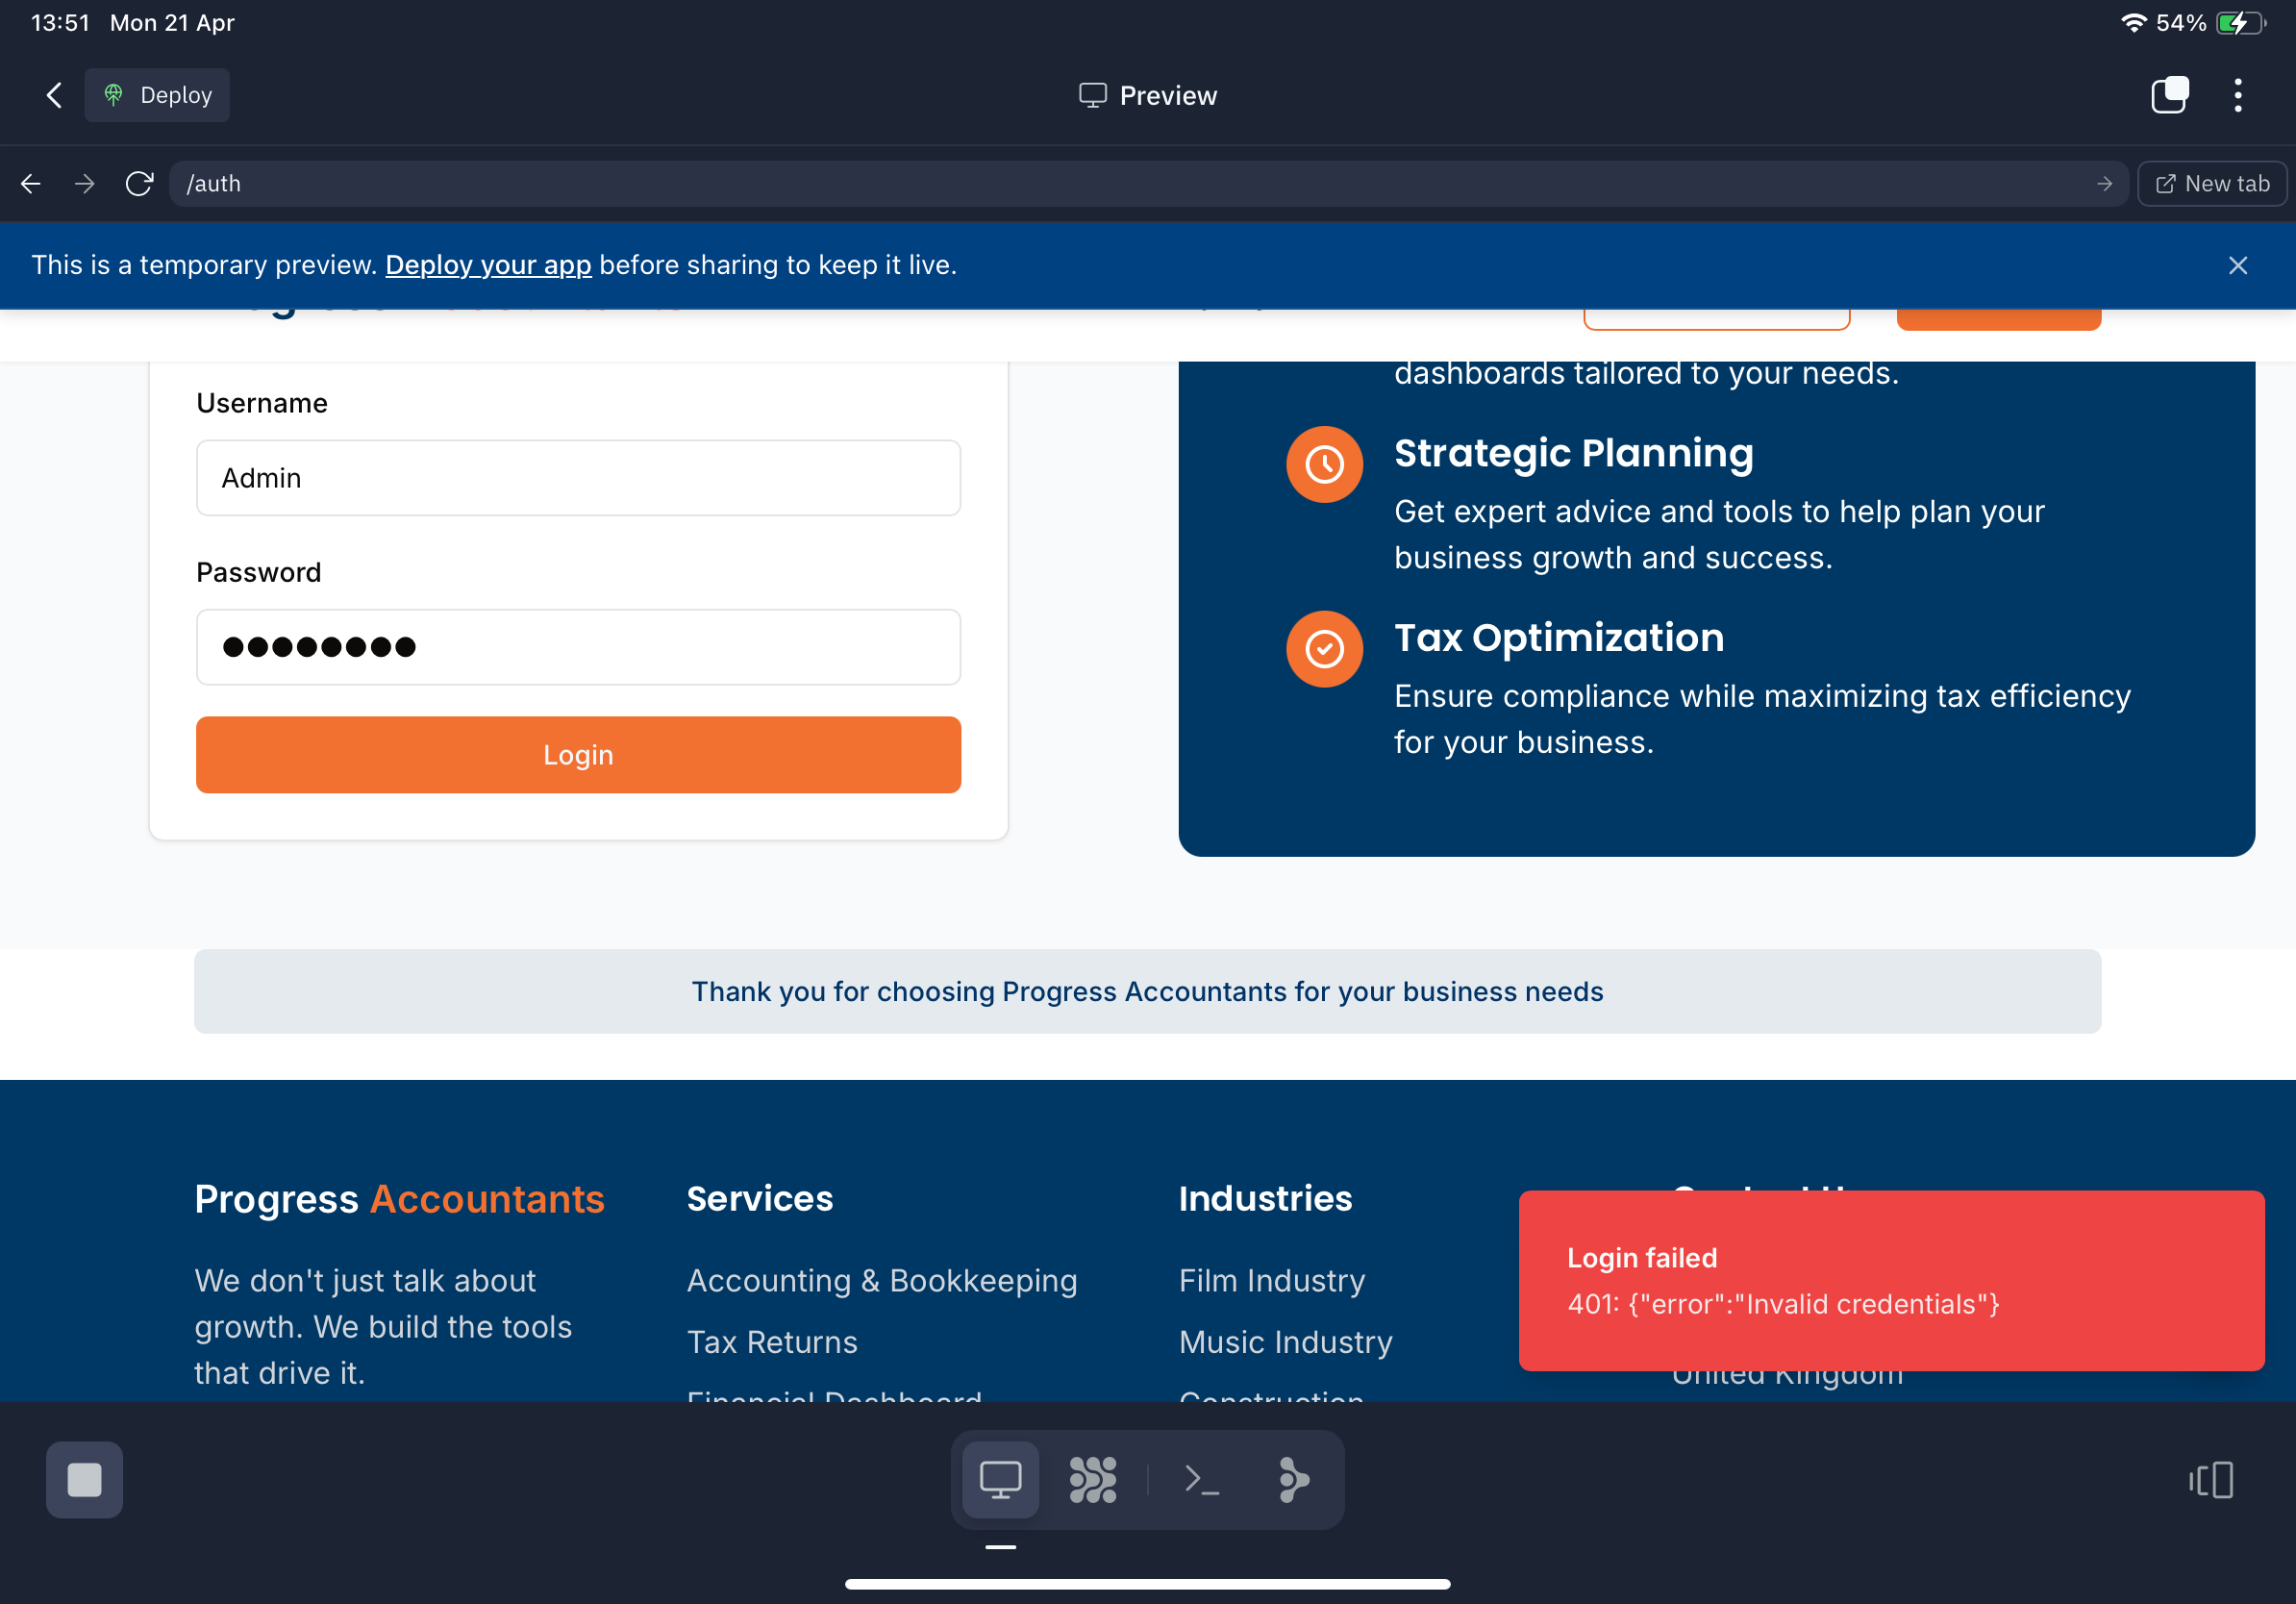 13:51 Mon 21 Apr
54%
Deploy
Preview
/auth
New tab
This is a temporary preview. Deploy your app before sharing to keep it live.
dashboards tailored to your needs.
Username
Admin
Strategic Planning
Get expert advice and tools to help plan your
business growth and success.
Password
Tax Optimization
Ensure compliance while maximizing tax efficiency
for your business.
Login
Thank you for choosing Progress Accountants for your business needs
Progress Accountants
We don't just talk about
growth. We build the tools
that drive it.
Services
Accounting & Bookkeeping
Tax Returns
Financial Dashboard
Industries
Film Industry
Music Industry
Construction
Login failed
401: {"error":"Invalid credentials"}
United Kingdom